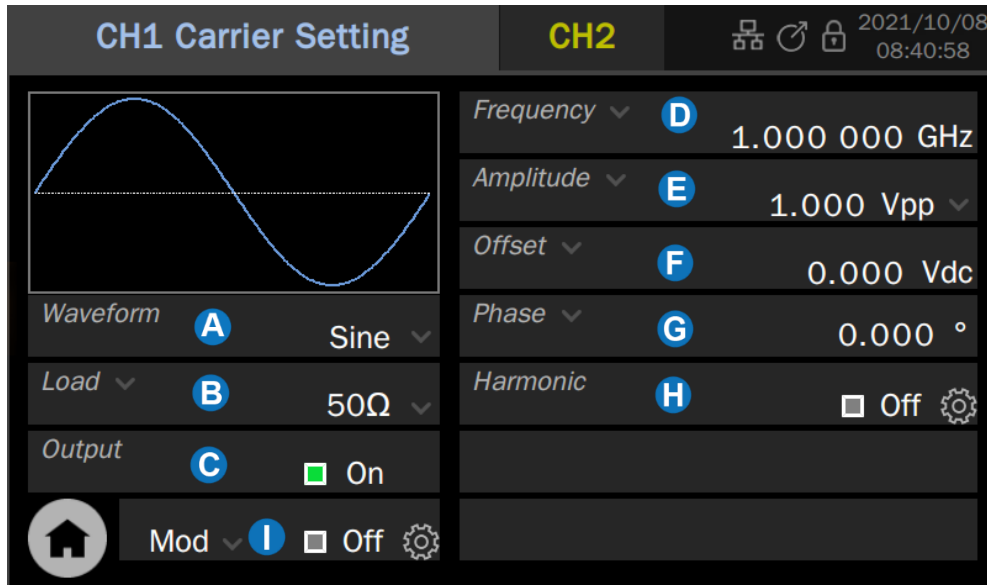 CH1 Carrier Setting
CH2
2021/10/08
08:40:58
Frequency
D
1.000 000 GHz
Amplitude
E
1.000 Vpp
Offset
F
0.000 Vdc
Waveform
A
Sine
Phase
G
0.000 °
Load
B
50Ω
Harmonic
H
Off
Output
C
On
Mod
I
Off